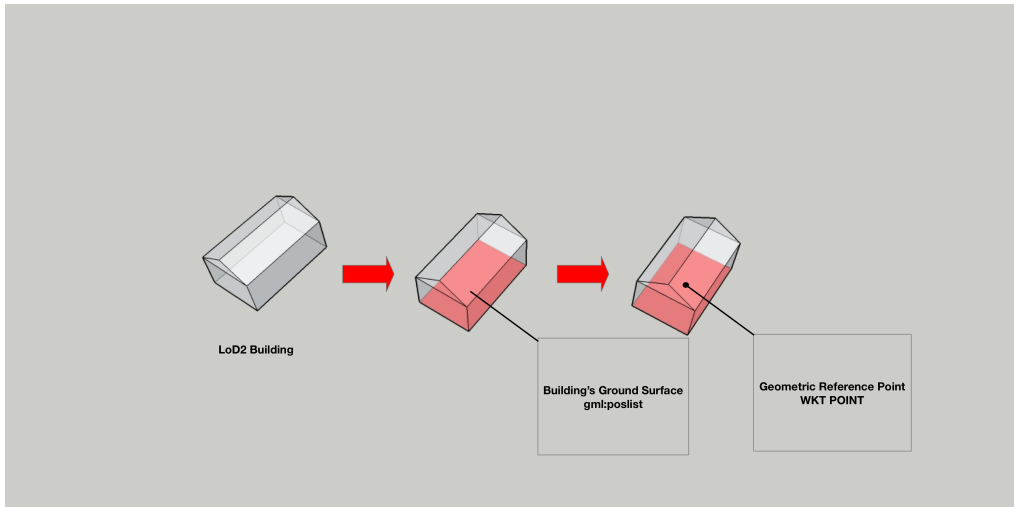 LoD2 Building
Building’s Ground Surface
gml:poslist
Geometric Reference Point
WKT POINT